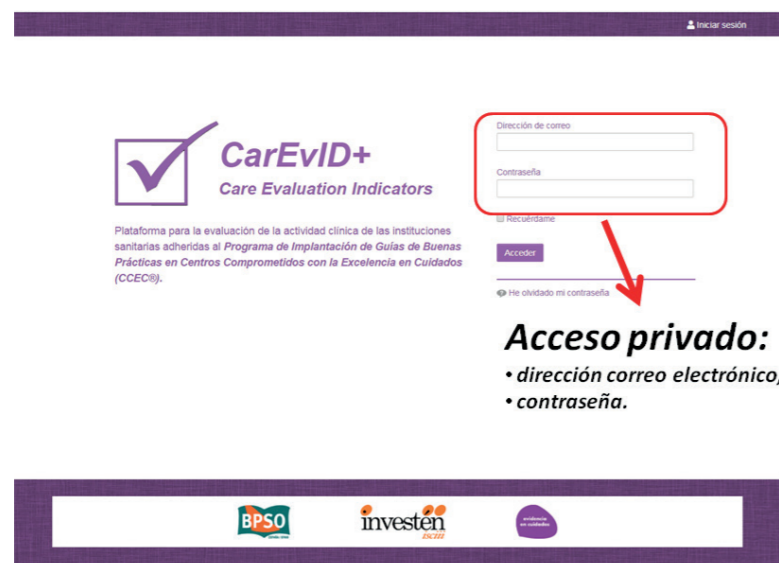 Iniciar sesión
Dirección de correo
CarEvID+
Care Evaluation Indicators
Contraseña
Plataforma para la evaluación de la actividad clínica de las instituciones
sanitarias adheridas al Programa de Implantación de Guías de Buenas
Prácticas en Centros Comprometidos con la Excelencia en Cuidados
(CCEC®).
Recuérdame
Acceder
He olvidado mi contraseña
Acceso privado:
• dirección correo electrónico,
• contraseña.
BPSO
investén
isciii
evidencia
en cuidados